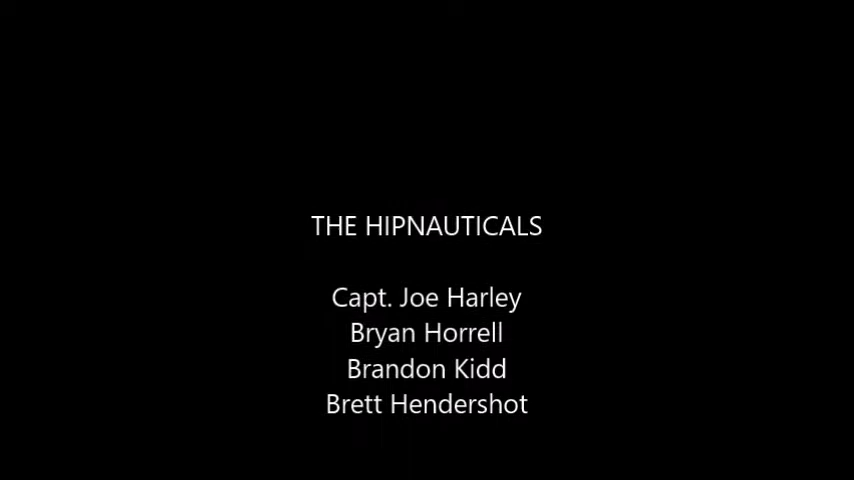 THE HIPNAUTICALS
Capt. Joe Harley
Bryan Horrell
Brandon Kidd
Brett Hendershot